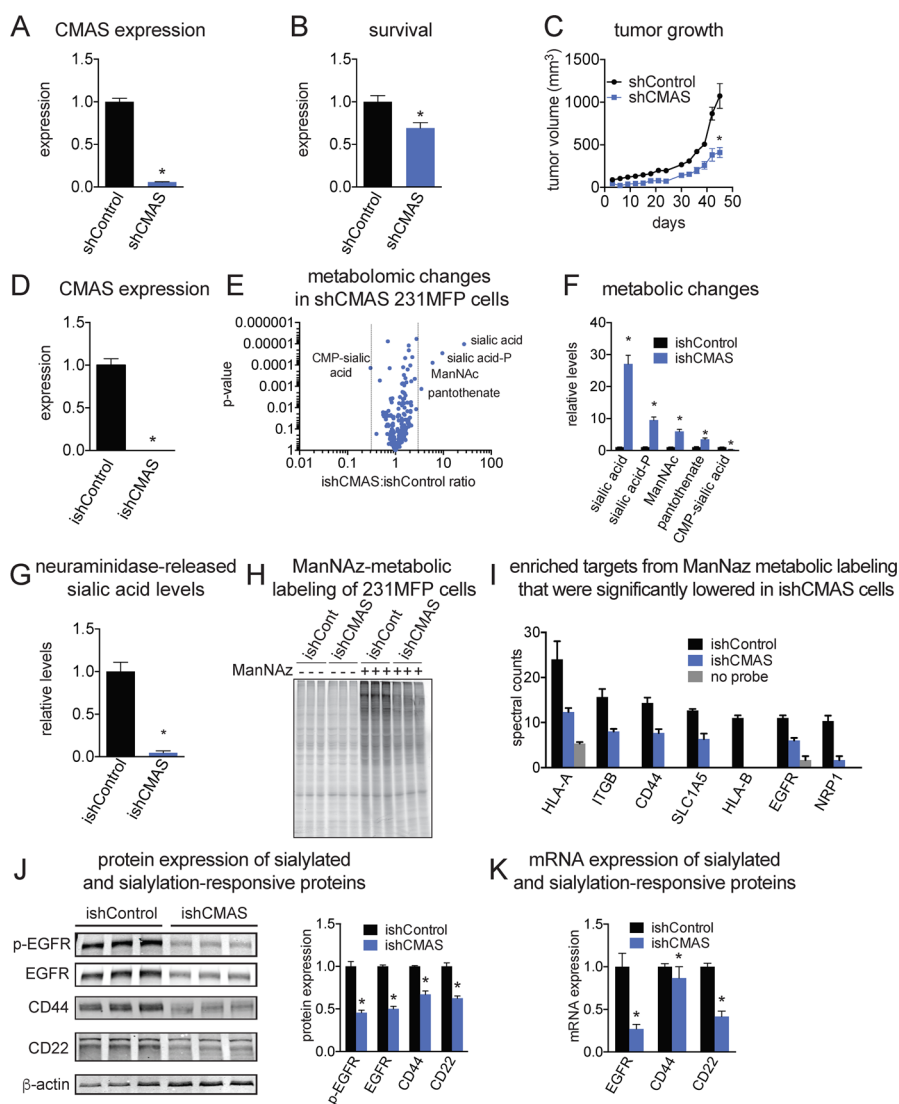 A
CMAS expression
expression
1.5
1.0
0.5
0.0
*
shControl
shCMAS
B
survival
expression
1.5
1.0
0.5
0.0
*
shControl
shCMAS
C
tumor growth
tumor volume (mm3)
1000
500
0
shControl
shCMAS
*
0 10 20 30 40 50
days
D
CMAS expression
expression
1.5
1.0
0.5
0.0
*
ishControl
ishCMAS
E
metabolomic changes
in shCMAS 231MFP cells
p-value
0.000001
0.0001
0.01
0.1
1
CMP-sialic
acid
sialic acid
sialic acid-P
ManNAc
pantothenate
0.01 0.1 1 10 100
ishCMAS:ishControl ratio
F
metabolic changes
relative levels
40
30
20
10
0
ishControl
ishCMAS
* * * * *
sialic acid
sialic acid-P
ManNAc
pantothenate
CMP-sialic acid
G
neuraminidase-released
sialic acid levels
relative levels
1.5
1.0
0.5
0.0
*
ishControl
ishCMAS
H
ManNAz-metabolic
labeling of 231MFP cells
ishCont
ishCMAS
ishCont
ishCMAS
ManNAz - - - - - - + + + + + +
I
enriched targets from ManNaz metabolic labeling
that were significantly lowered in ishCMAS cells
spectral counts
30
20
10
0
ishControl
ishCMAS
no probe
HLA-A
ITGB
CD44
SLC1A5
HLA-B
EGFR
NRP1
J
protein expression of sialylated
and sialylation-responsive proteins
ishControl ishCMAS
p-EGFR
EGFR
CD44
CD22
β-actin
protein expression
1.5
1.0
0.5
0.0
ishControl
ishCMAS
* * * *
p-EGFR
EGFR
CD44
CD22
K
mRNA expression of sialylated
and sialylation-responsive proteins
mRNA expression
1.5
1.0
0.5
0.0
ishControl
ishCMAS
* * *
EGFR
CD44
CD22